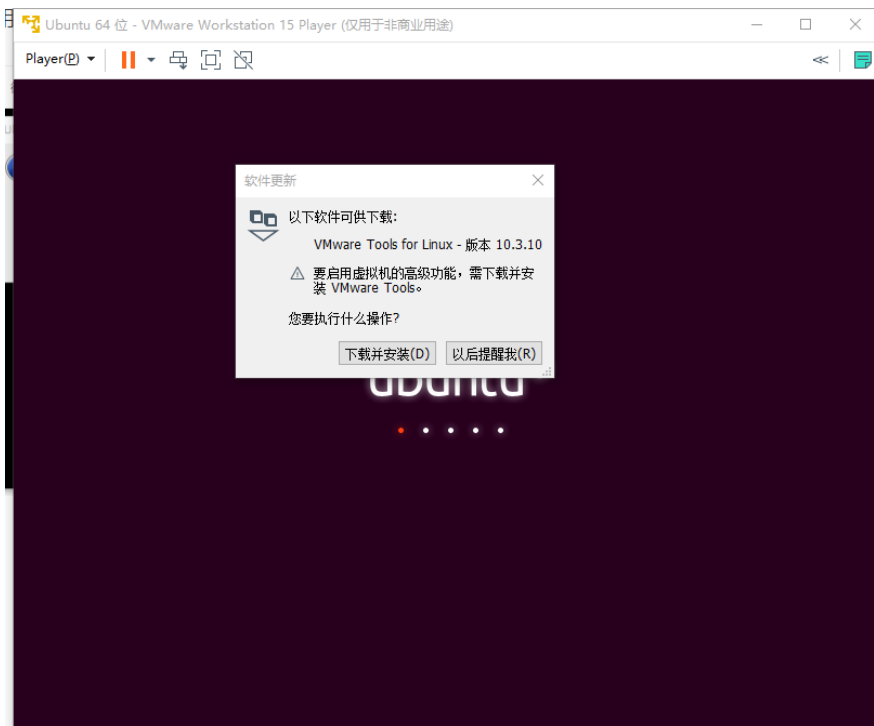 Ubuntu 64 位 - VMware Workstation 15 Player (仅用于非商业用途)
Player(P)
软件更新
以下软件可供下载:
VMware Tools for Linux - 版本 10.3.10
要启用虚拟机的高级功能，需下载并安
装 VMware Tools。
您要执行什么操作?
下载并安装(D) 以后提醒我(R)
ubuntu